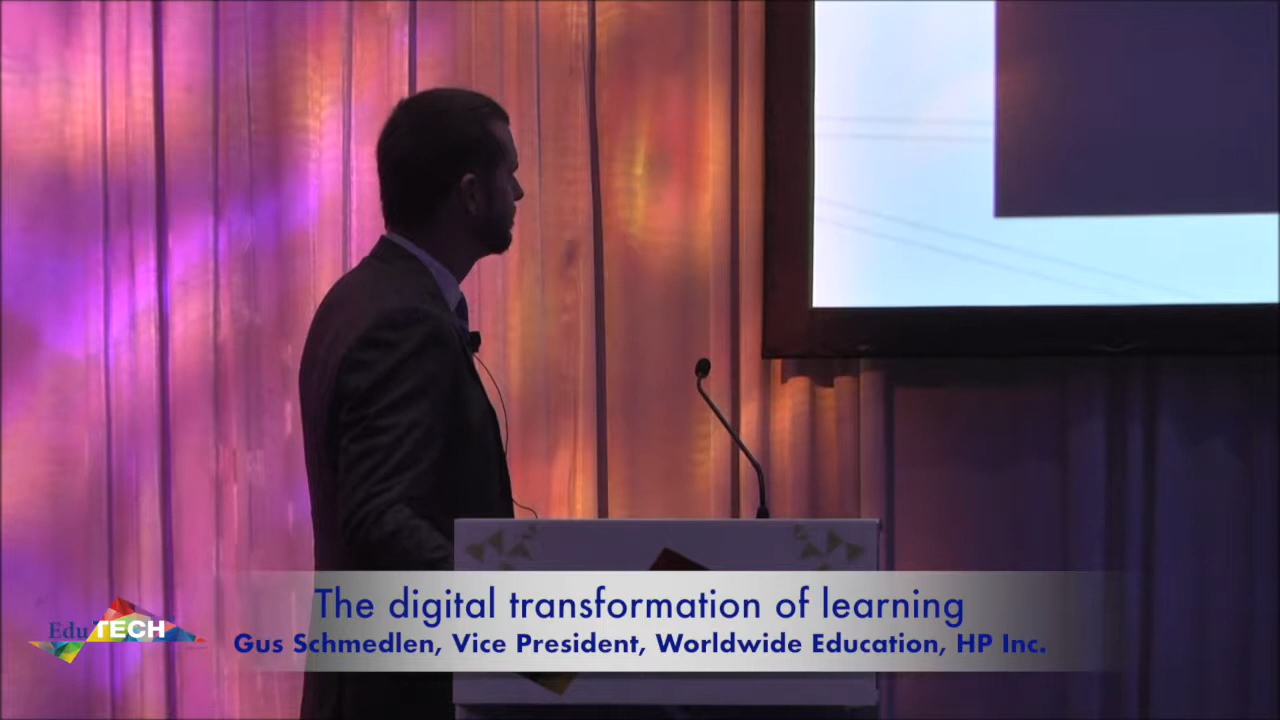 The digital transformation of learning
Gus Schmedlen, Vice President, Worldwide Education, HP Inc.
EduTECH